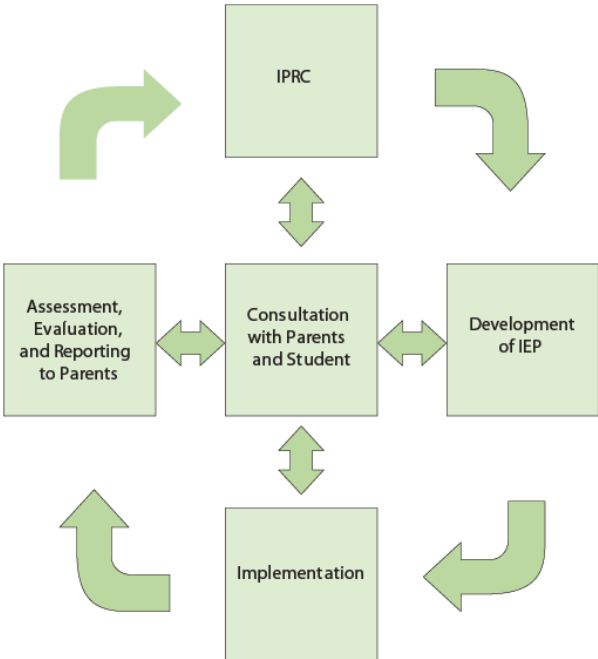 IPRC
Assessment,
Evaluation,
and Reporting
to Parents
Consultation
with Parents
and Student
Development
of IEP
Implementation